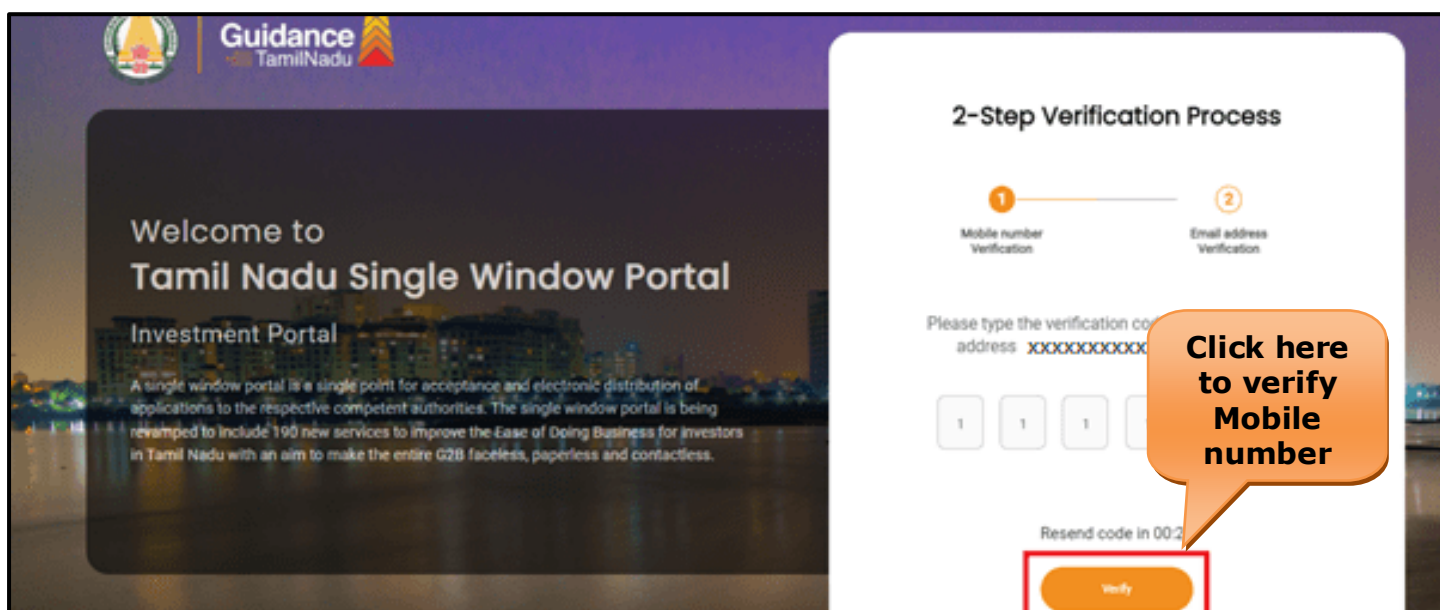 Guidance
TamilNadu
Welcome to
Tamil Nadu Single Window Portal
Investment Portal
A single window portal is a single point for acceptance and electronic distribution of
applications to the respective competent authorities. The single window portal is being
revamped to include 190 new services to improve the Ease of Doing Business for investors
in Tamil Nadu with an aim to make the entire G2B faceless, paperless and contactless.
2-Step Verification Process
1 2
Mobile number
Verification
Email address
Verification
Please type the verification
address xxxxxxxxxx
1 1 1
Click here
to verify
Mobile
number
Resend code in 00:2
Verify